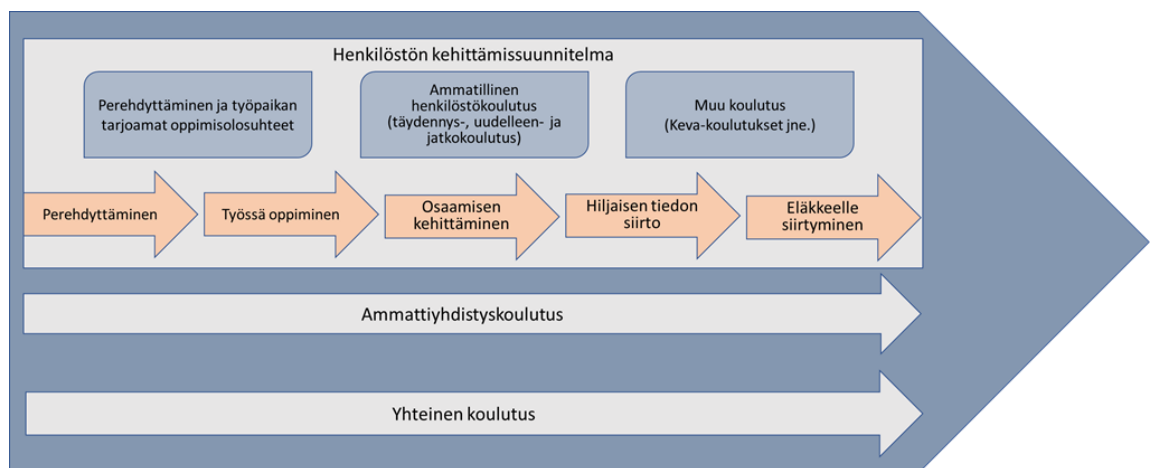 Henkilöstön kehittämissuunnitelma
Perehdyttäminen ja työpaikan
tarjoamat oppimisolosuhteet
Ammatillinen
henkilöstökoulutus
(täydennys-, uudelleen- ja
jatkokoulutus)
Muu koulutus
(Keva-koulutukset jne.)
Perehdyttäminen
Työssä oppiminen
Osaamisen
kehittäminen
Hiljaisen tiedon
siirto
Eläkkeelle
siirtyminen
Ammattiyhdistyskoulutus
Yhteinen koulutus